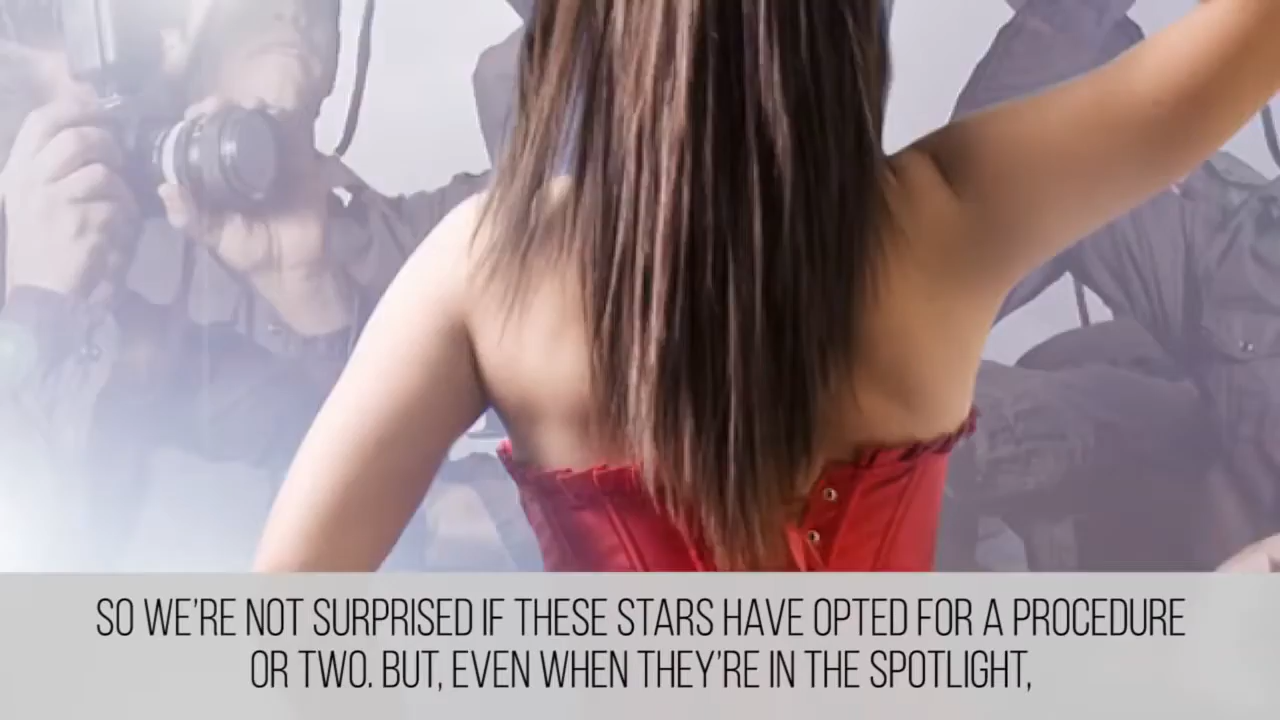 SO WE'RE NOT SURPRISED IF THESE STARS HAVE OPTED FOR A PROCEDURE
OR TWO. BUT, EVEN WHEN THEY'RE IN THE SPOTLIGHT,